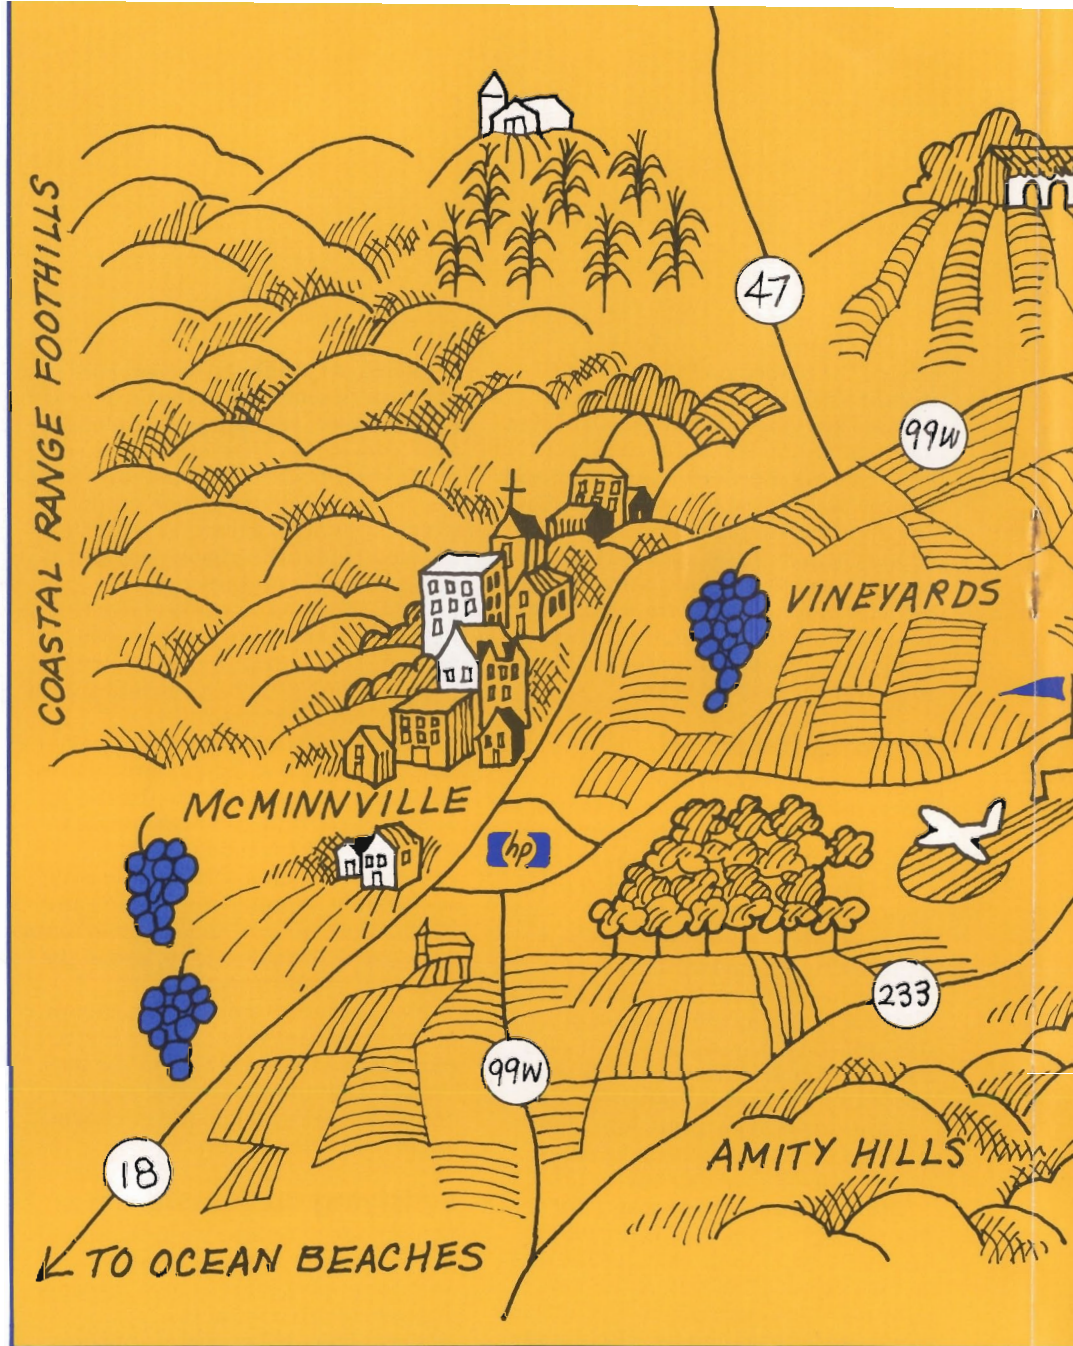 COASTAL RANGE FOOTHILLS
47
99W
VINEYARDS
McMINNVILLE
hp
233
99W
AMITY HILLS
18
TO OCEAN BEACHES